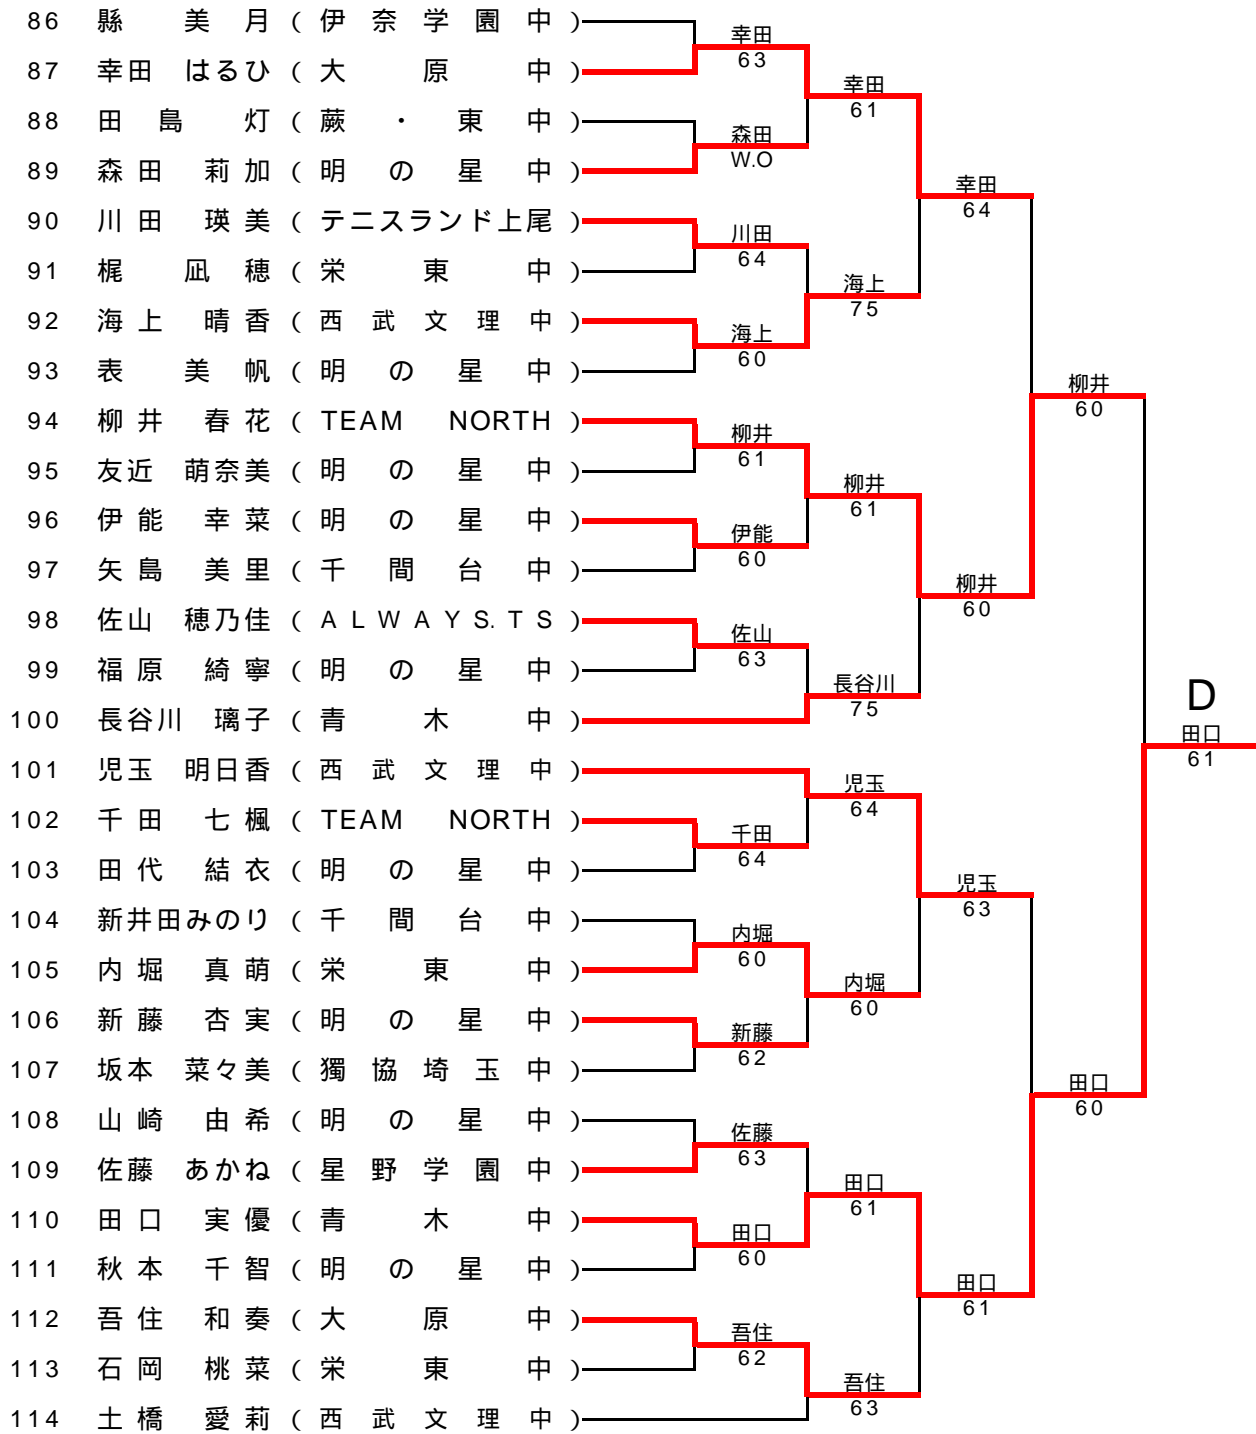 86 縣 美月 (伊奈学園中)
87 幸田 はるひ (大原中)
88 田島 灯 (蕨・東中)
89 森田 莉加 (明の星中)
90 川田 瑛美 (テニスランド上尾)
91 梶 凪穂 (栄東中)
92 海上 晴香 (西武文理中)
93 表 美帆 (明の星中)
94 柳井 春花 (TEAM NORTH)
95 友近 萌奈美 (明の星中)
96 伊能 幸菜 (明の星中)
97 矢島 美里 (千間台中)
98 佐山 穂乃佳 (ALWAYS.TS)
99 福原 綺寧 (明の星中)
100 長谷川 璃子 (青木中)
101 児玉 明日香 (西武文理中)
102 千田 七楓 (TEAM NORTH)
103 田代 結衣 (明の星中)
104 新井田みのり (千間台中)
105 内堀 真萌 (栄東中)
106 新藤 杏実 (明の星中)
107 坂本 菜々美 (獨協埼玉中)
108 山崎 由希 (明の星中)
109 佐藤 あかね (星野学園中)
110 田口 実優 (青木中)
111 秋本 千智 (明の星中)
112 吾住 和奏 (大原中)
113 石岡 桃菜 (栄東中)
114 土橋 愛莉 (西武文理中)
幸田
63
森田
W.O
川田
64
海上
60
柳井
61
伊能
60
佐山
63
千田
64
内堀
60
新藤
62
佐藤
63
田口
60
吾住
62
幸田
61
海上
75
柳井
61
長谷川
75
児玉
64
内堀
60
田口
61
吾住
63
幸田
64
柳井
60
児玉
63
田口
61
柳井
60
田口
60
D
田口
61